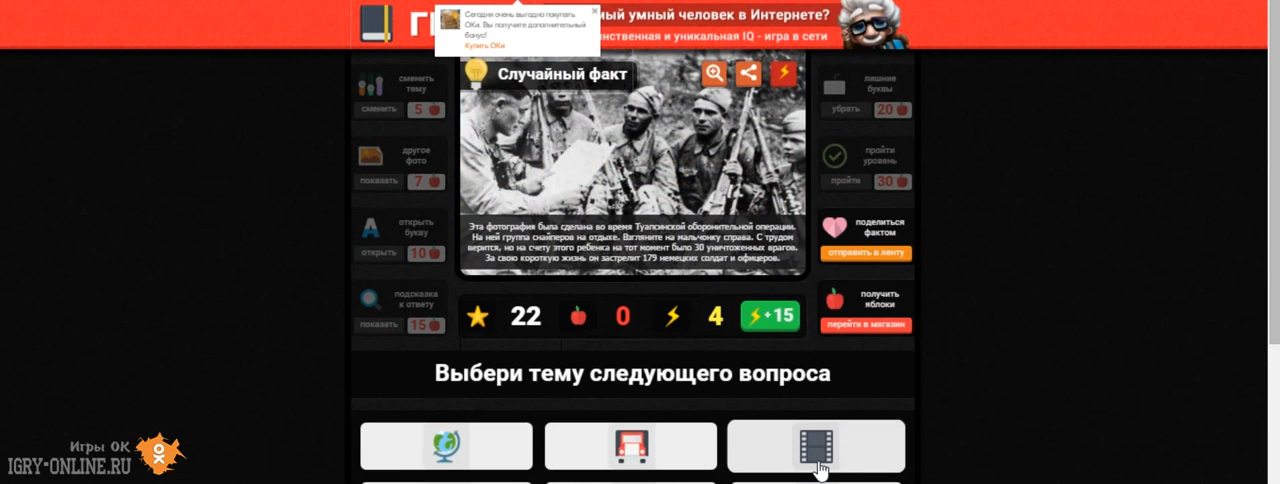 Сегодня очень выгодно покупать
ОКи. Вы получите дополнительный
бонус!
Купить ОКи
мый умный человек в Интернете?
нственная и уникальная IQ - игра в сети
сменить
тему
сменить 5
другое
фото
показать 7
открыть
букву
открыть 10
подсказка
к ответу
показать 15
Случайный факт
Эта фотография была сделана во время Туапсинской оборонительной операции.
На ней группа снайперов на отдыхе. Взгляните на мальчонку справа. С трудом
верится, но на счету этого ребенка на тот момент было 30 уничтоженных врагов.
За свою короткую жизнь он застрелит 179 немецких солдат и офицеров.
22 0 4 +15
лишние
буквы
убрать 20
пройти
уровень
пройти 30
поделиться
фактом
отправить в ленту
получить
яблоки
перейти в магазин
Выбери тему следующего вопроса
Игры ОК
IGRY-ONLINE.RU